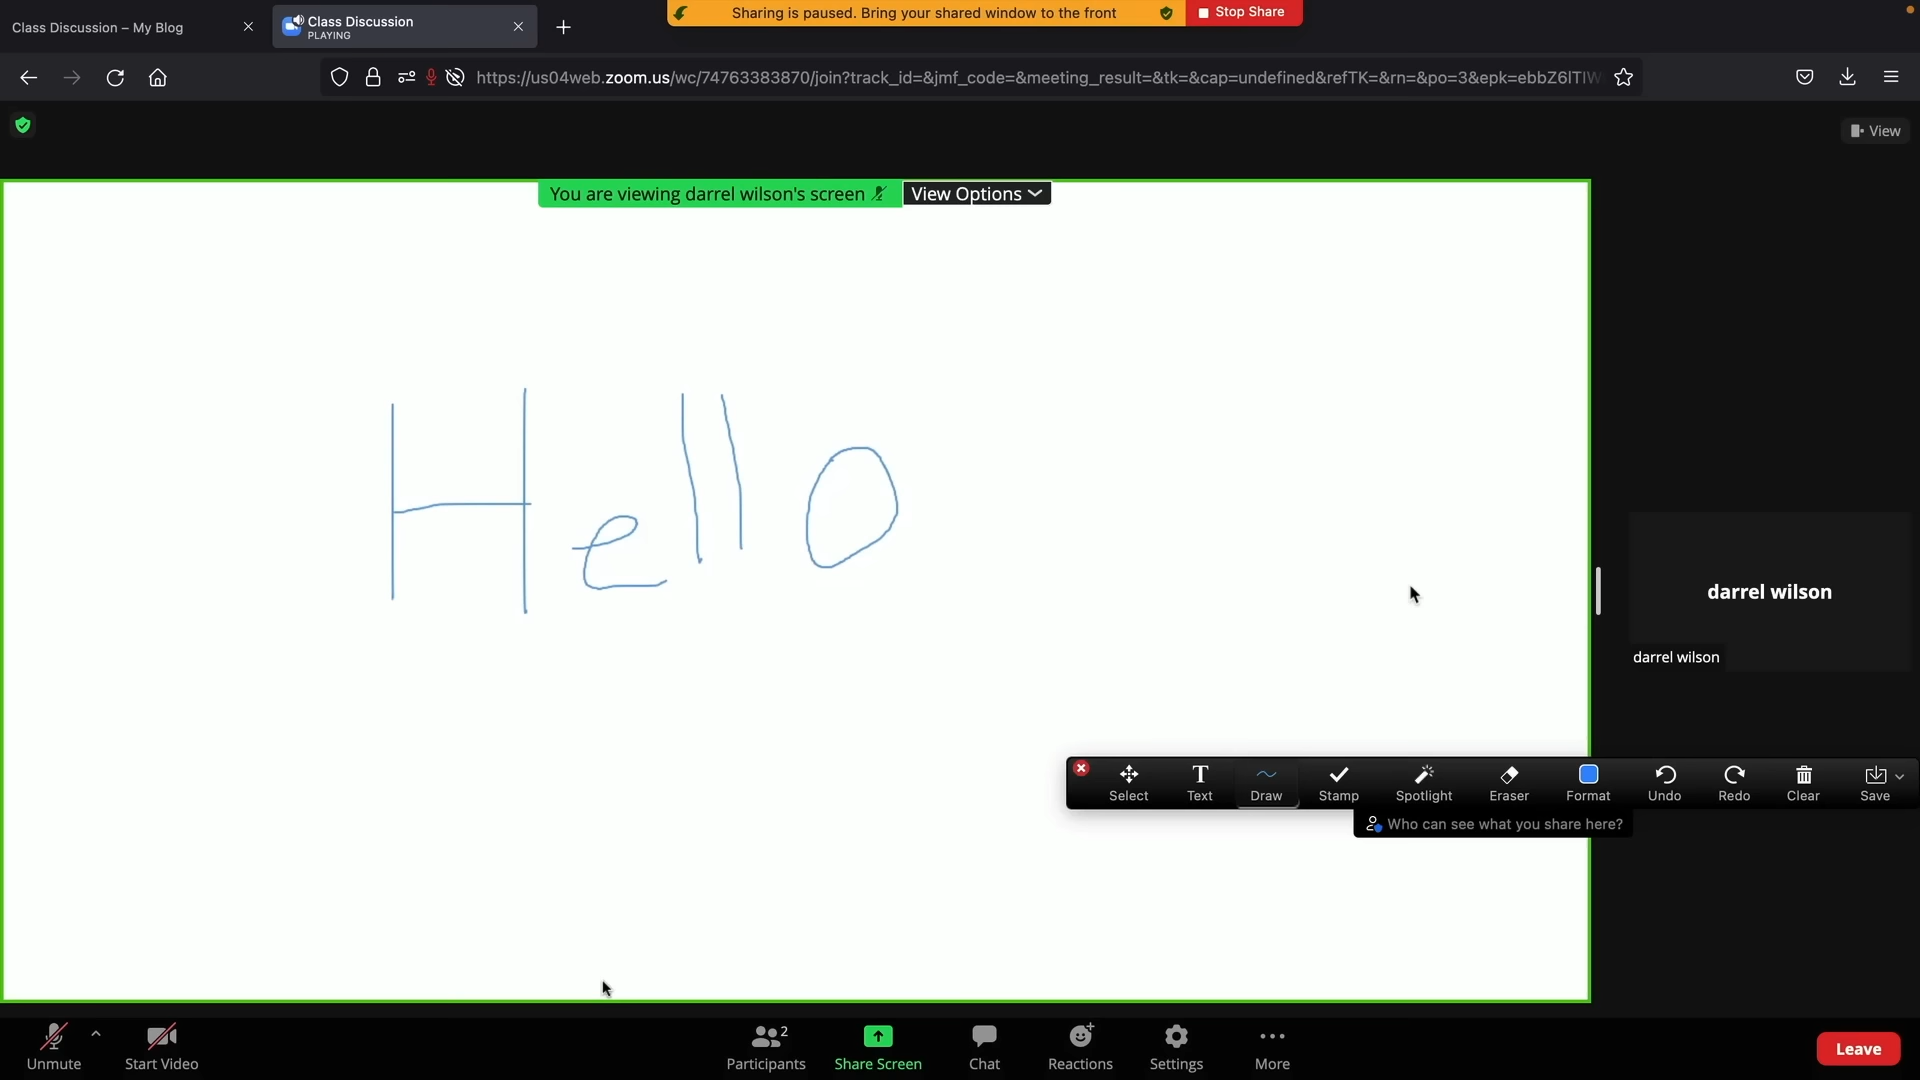 Class Discussion – My Blog
Class Discussion
PLAYING
Sharing is paused. Bring your shared window to the front
Stop Share
https://us04web.zoom.us/wc/74763383870/join?track_id=&jmf_code=&meeting_result=&tk=&cap=undefined&refTK=&rn=&po=3&epk=ebbZ6lTIW
View
You are viewing darrel wilson's screen
View Options
Hello
darrel wilson
darrel wilson
Select Text Draw Stamp Spotlight Eraser Format Undo Redo Clear Save
Who can see what you share here?
2
Unmute Start Video Participants Share Screen Chat Reactions Settings More Leave